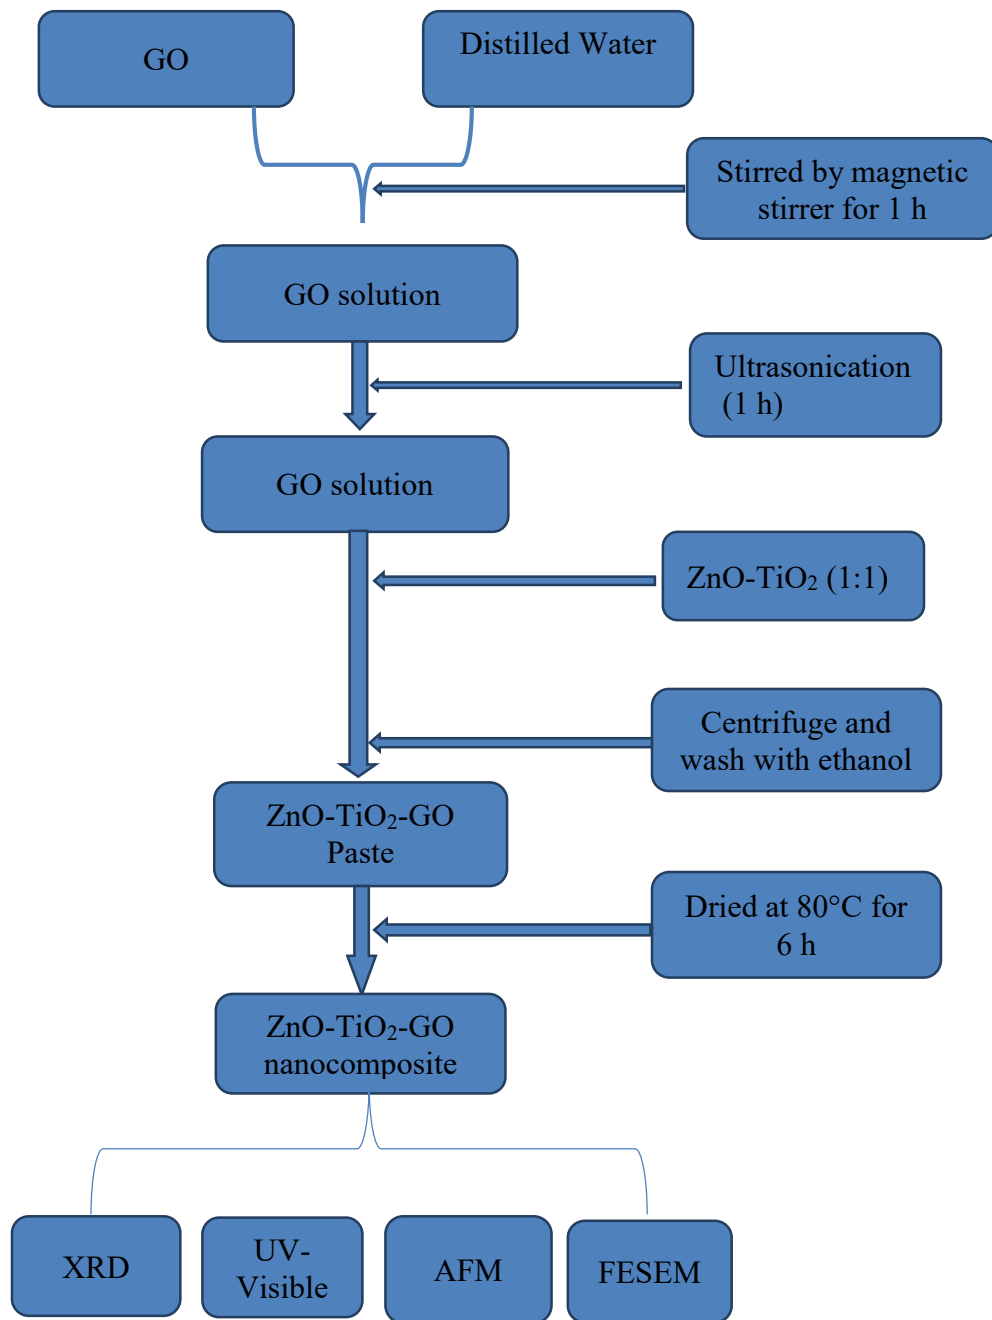 GO
Distilled Water
Stirred by magnetic
stirrer for 1 h
GO solution
Ultrasonication
(1 h)
GO solution
ZnO-TiO₂ (1:1)
Centrifuge and
wash with ethanol
ZnO-TiO₂-GO
Paste
Dried at 80°C for
6 h
ZnO-TiO₂-GO
nanocomposite
XRD
UV-
Visible
AFM
FESEM